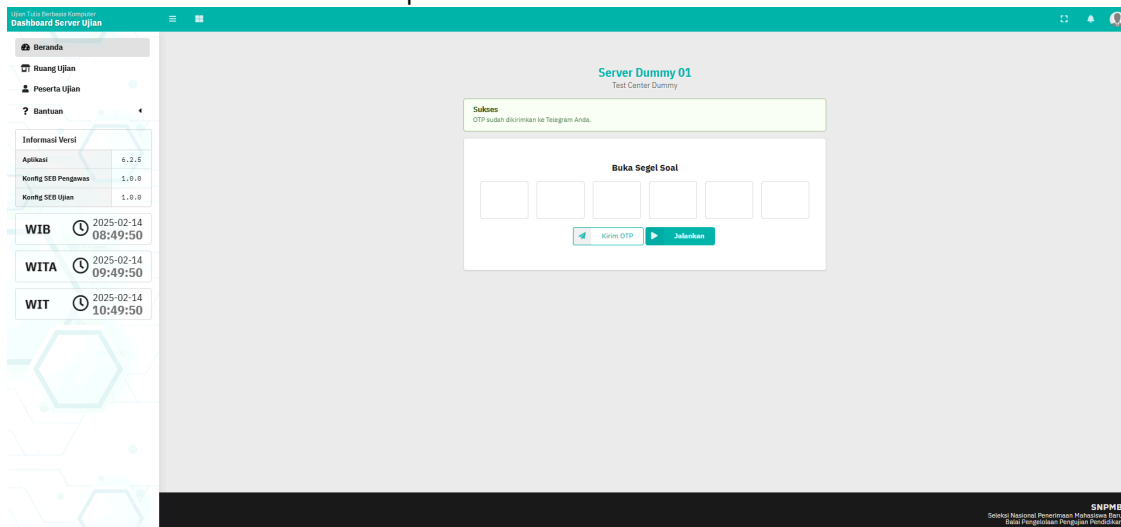 Ujian Tulis Berbasis Komputer
Dashboard Server Ujian
Beranda
Ruang Ujian
Peserta Ujian
Bantuan
Informasi Versi
Aplikasi 6.2.5
Konfig SEB Pengawas 1.0.0
Konfig SEB Ujian 1.0.0
WIB 2025-02-14
08:49:50
WITA 2025-02-14
09:49:50
WIT 2025-02-14
10:49:50
Server Dummy 01
Test Center Dummy
Sukses
OTP sudah dikirimkan ke Telegram Anda.
Buka Segel Soal
Kirim OTP Jalankan
SNPMB
Seleksi Nasional Penerimaan Mahasiswa Baru
Balai Pengelolaan Pengujian Pendidikan